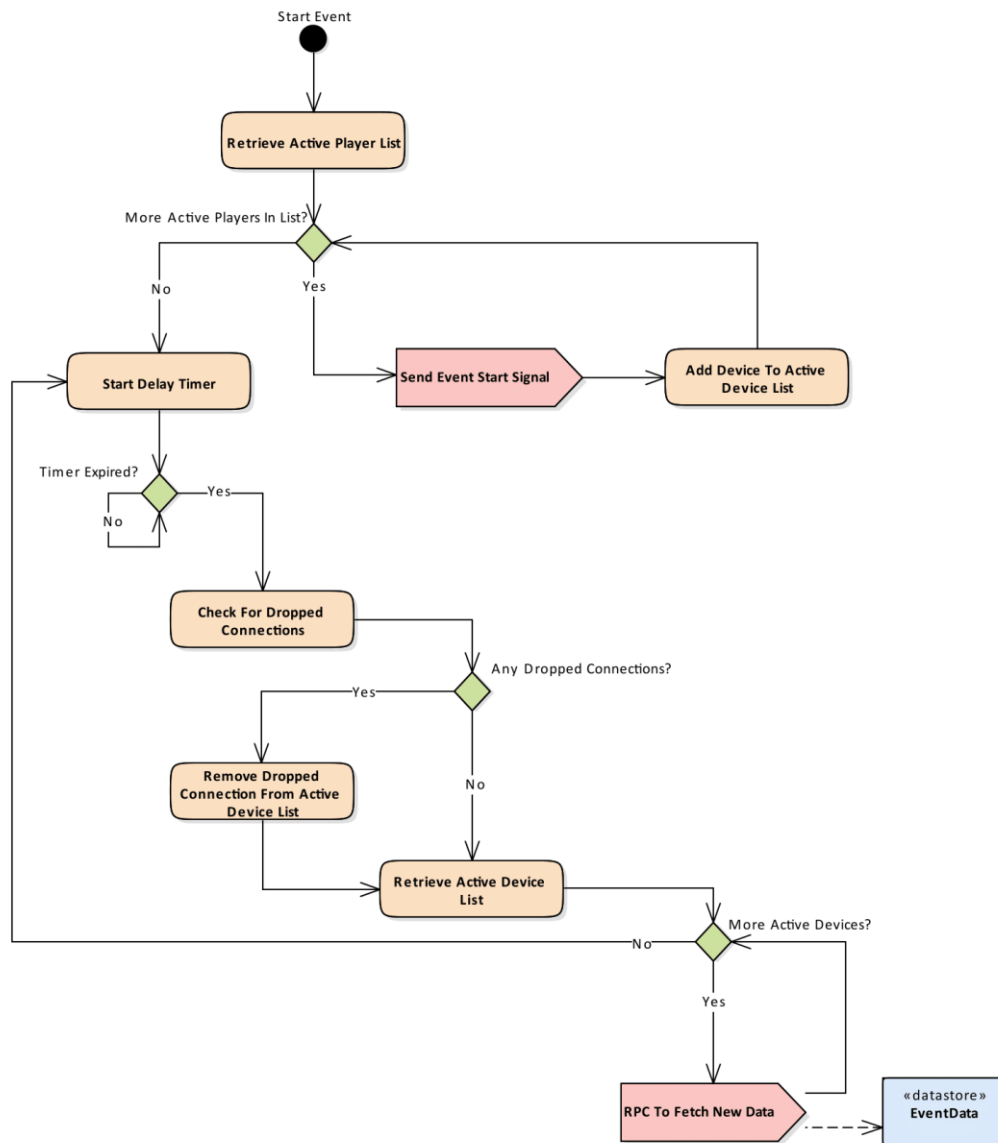 Start Event
Retrieve Active Player List
More Active Players In List?
No
Yes
Start Delay Timer
Send Event Start Signal
Add Device To Active
Device List
Timer Expired?
No
Yes
Check For Dropped
Connections
Any Dropped Connections?
Yes
No
Remove Dropped
Connection From Active
Device List
Retrieve Active Device
List
More Active Devices?
No
Yes
RPC To Fetch New Data
«datastore»
EventData